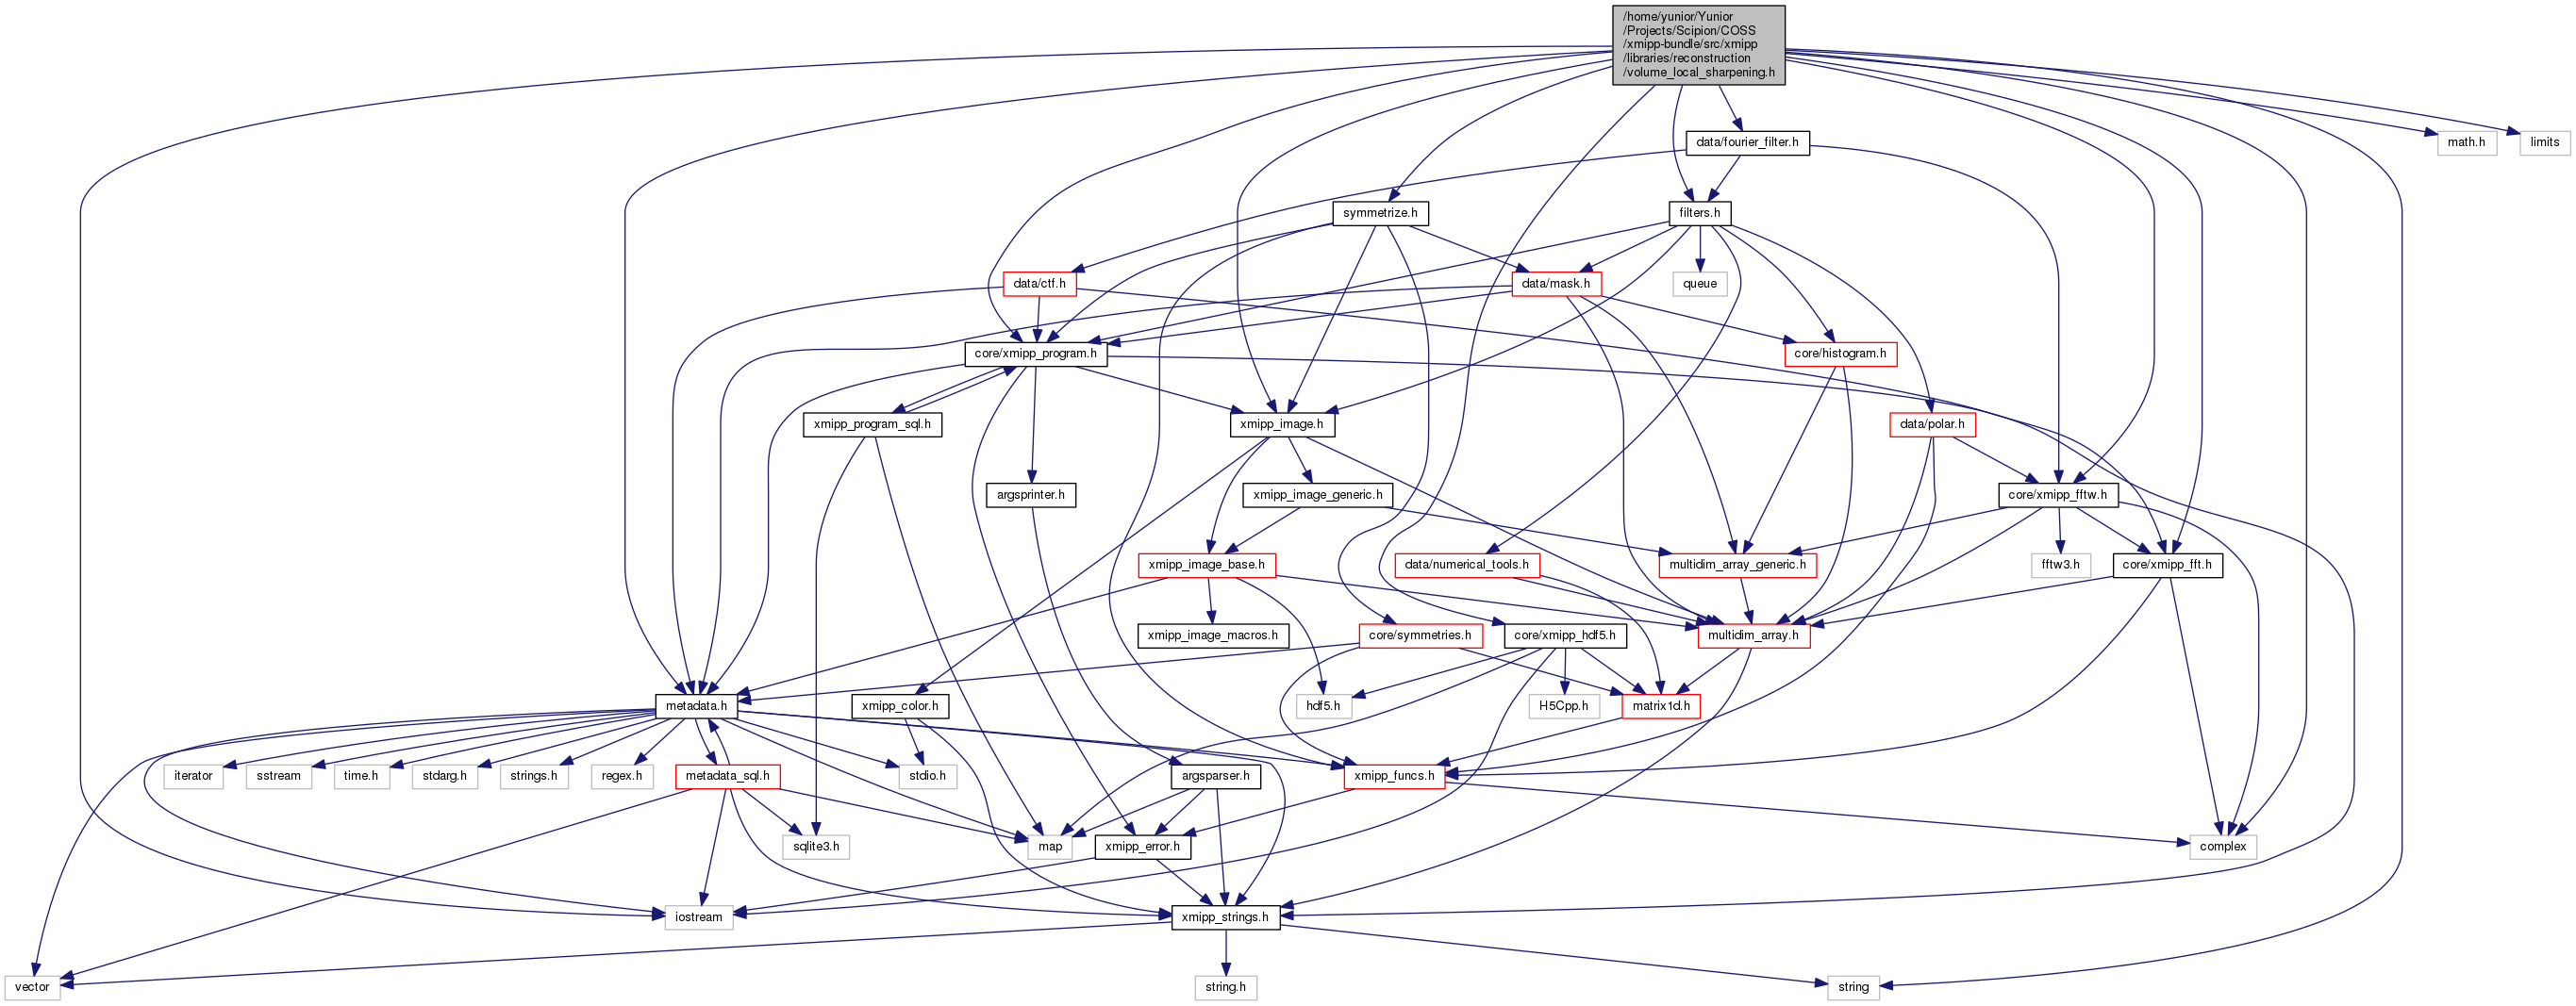 /home/yunior/Yunior
/Projects/Scipion/COSS
/xmipp-bundle/src/xmipp
/libraries/reconstruction
/volume_local_sharpening.h
data/fourier_filter.h
math.h
limits
symmetrize.h
filters.h
data/ctf.h
data/mask.h
queue
core/xmipp_program.h
core/histogram.h
xmipp_program_sql.h
xmipp_image.h
data/polar.h
argsprinter.h
xmipp_image_generic.h
core/xmipp_fftw.h
xmipp_image_base.h
data/numerical_tools.h
multidim_array_generic.h
fftw3.h
core/xmipp_fft.h
xmipp_image_macros.h
core/symmetries.h
core/xmipp_hdf5.h
multidim_array.h
metadata.h
xmipp_color.h
hdf5.h
H5Cpp.h
matrix1d.h
iterator
sstream
time.h
stdarg.h
strings.h
regex.h
metadata_sql.h
stdio.h
argsparser.h
xmipp_funcs.h
sqlite3.h
map
xmipp_error.h
complex
iostream
xmipp_strings.h
vector
string.h
string